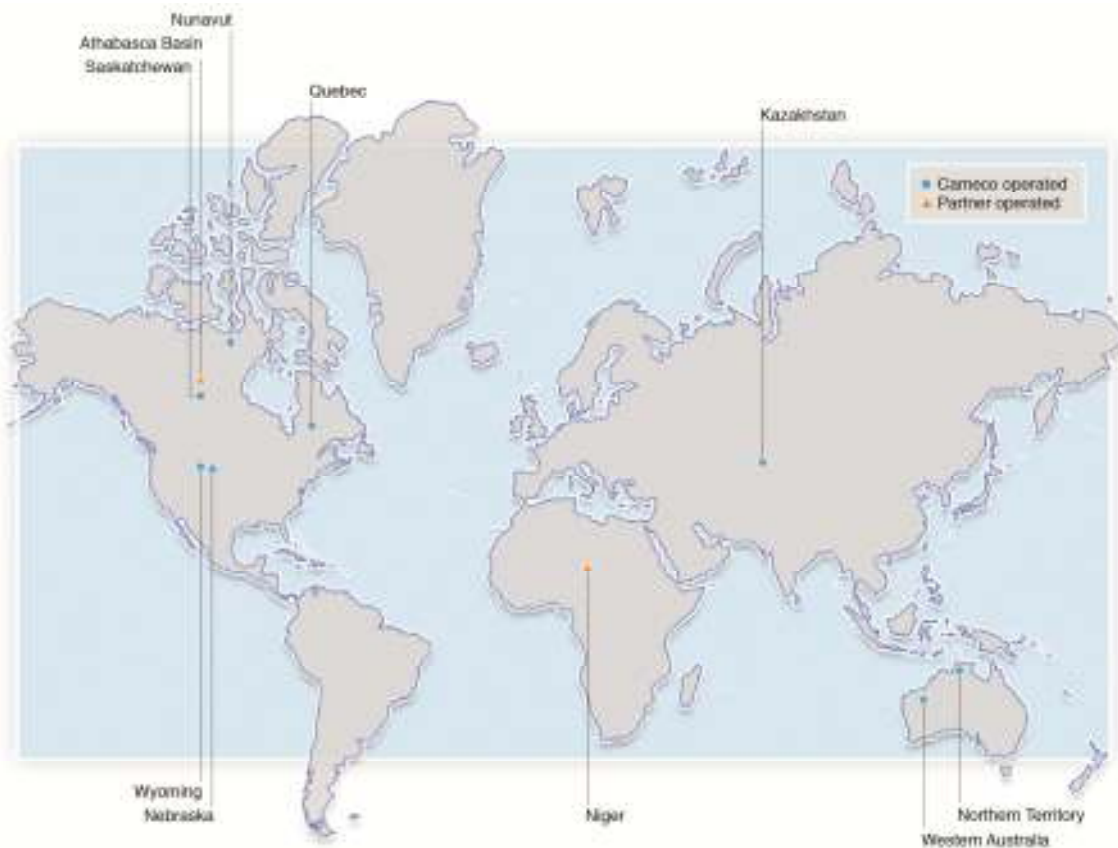 Nunavut
Athabasca Basin
Saskatchewan
Quebec
Kazakhstan
Cameco operated
Partner operated
Wyoming
Nebraska
Niger
Northern Territory
Western Australia